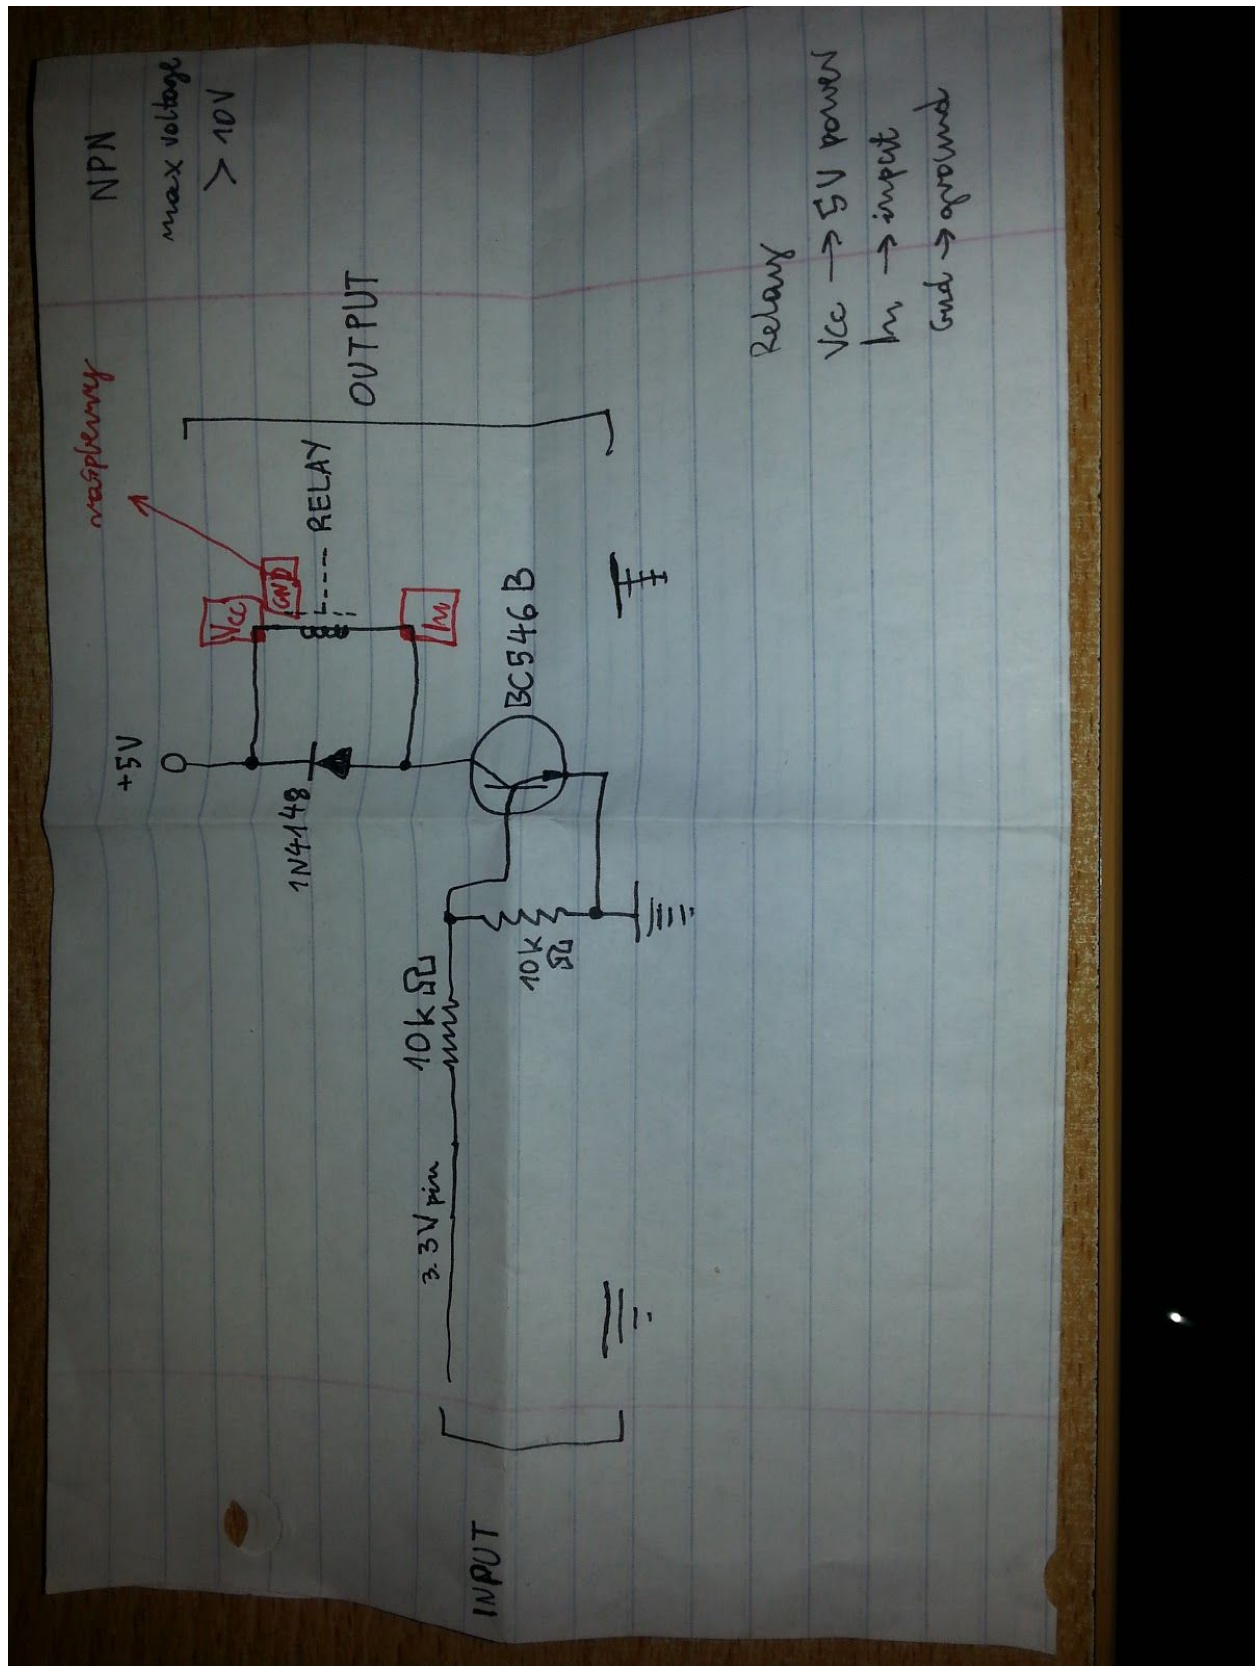 NPN
max voltage
> 10V
raspberry
+5V
Vcc
GND
RELAY
OUTPUT
1N4148
In
BC546B
10kΩ
10k
Ω
3.3V pin
INPUT
Relay
Vcc → 5V power
In → input
Gnd → ground